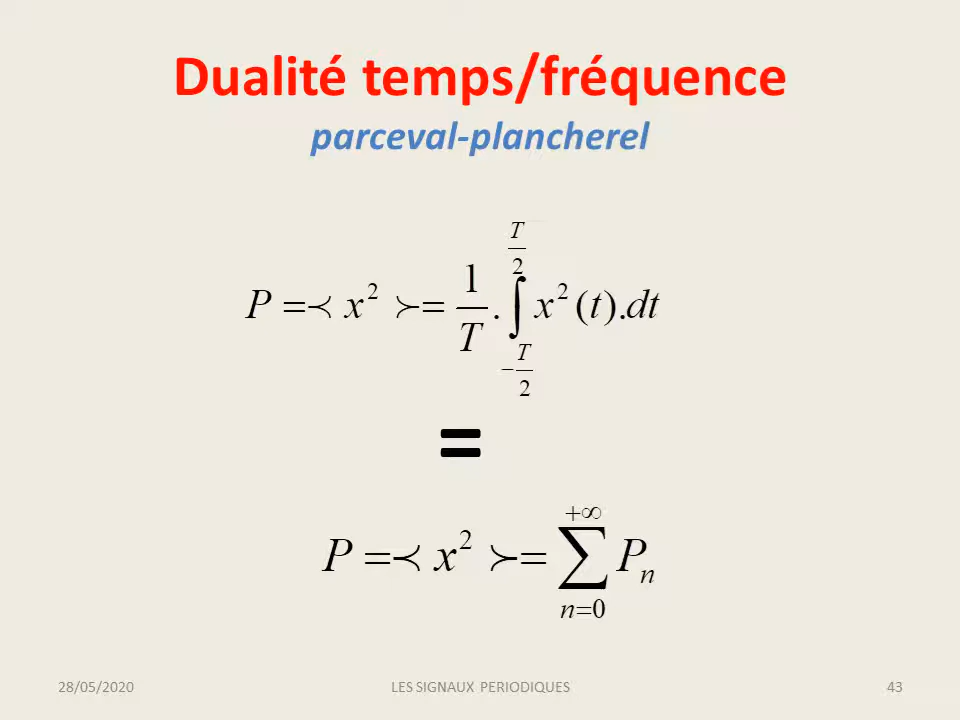 Dualité temps/fréquence
parceval-plancherel
P =≺ x² ≻= 1/T . ∫_{-T/2}^{T/2} x²(t).dt
=
P =≺ x² ≻= ∑_{n=0}^{+∞} Pₙ
28/05/2020 LES SIGNAUX PERIODIQUES 43